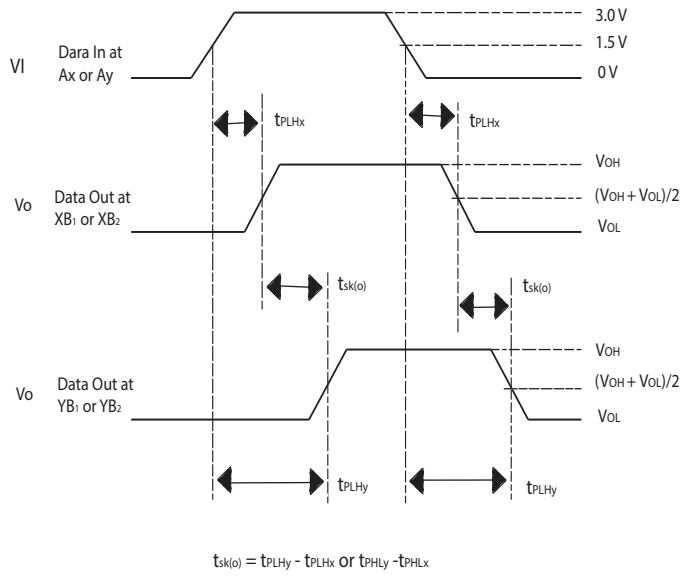 3.0 V
VI
Dara In at
Ax or Ay
1.5 V
0 V
tPLHx
tPLHx
Vo
Data Out at
XB1 or XB2
VOH
(VOH + VOL)/2
VOL
tsk(o)
tsk(o)
Vo
Data Out at
YB1 or YB2
VOH
(VOH + VOL)/2
VOL
tPLHy
tPLHy
tsk(o) = tPLHy - tPLHx or tPHLy -tPHLx